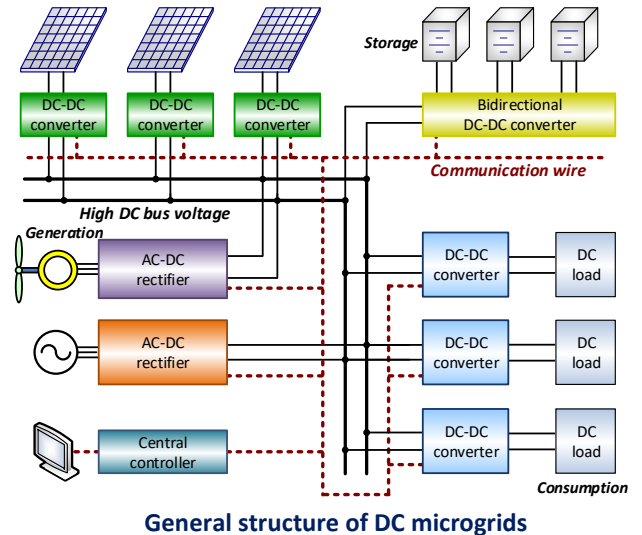 Storage
DC-DC
converter
DC-DC
converter
DC-DC
converter
Bidirectional
DC-DC converter
Communication wire
High DC bus voltage
Generation
AC-DC
rectifier
DC-DC
converter
DC
load
AC-DC
rectifier
DC-DC
converter
DC
load
Central
controller
DC-DC
converter
DC
load
Consumption
General structure of DC microgrids